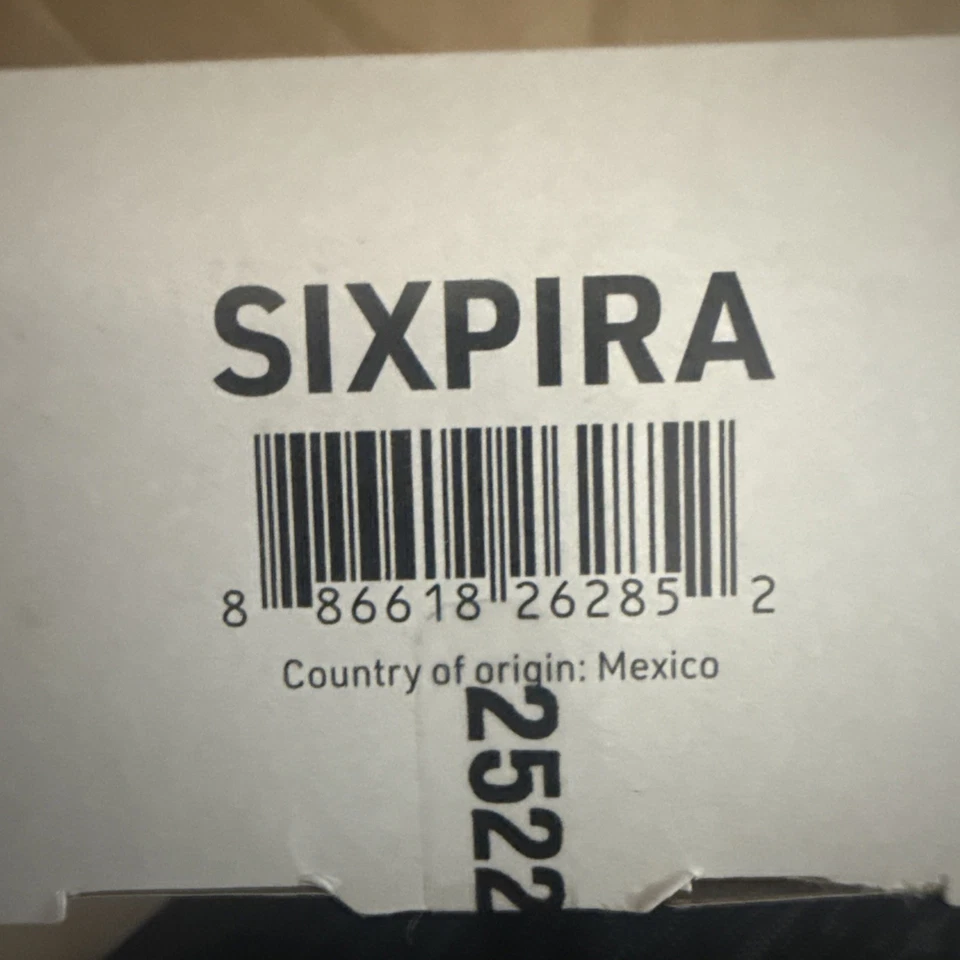 SIXPIRA
8 86618 26285 2
Country of origin: Mexico
2522